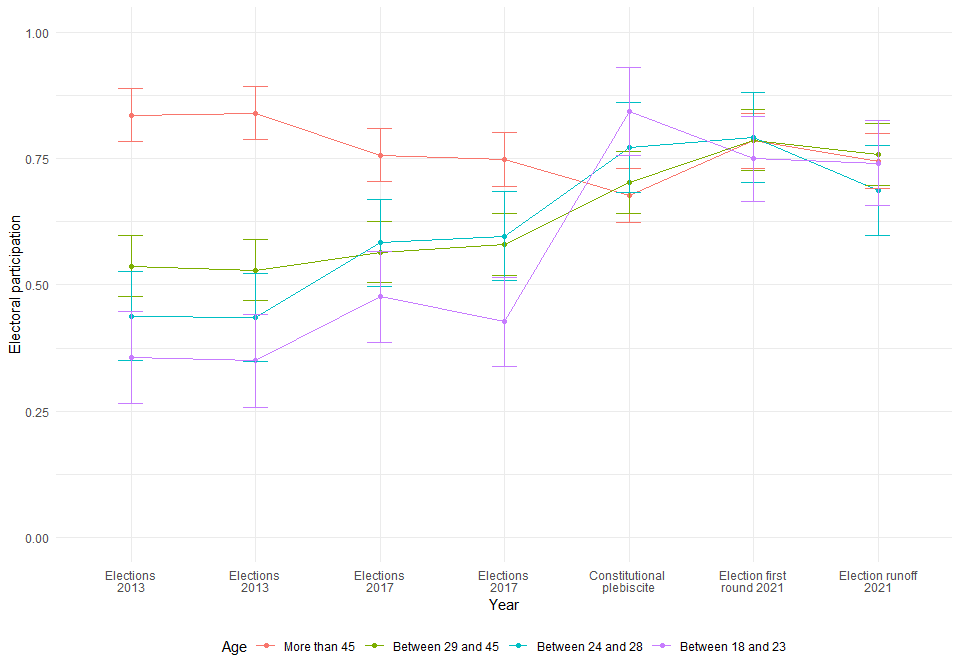 1.00
0.75
0.50
0.25
0.00
Electoral participation
Elections Elections Elections Elections Constitutional Election first Election runoff
2013 2013 2017 2017 plebiscite round 2021 2021
Year
Age More than 45 Between 29 and 45 Between 24 and 28 Between 18 and 23